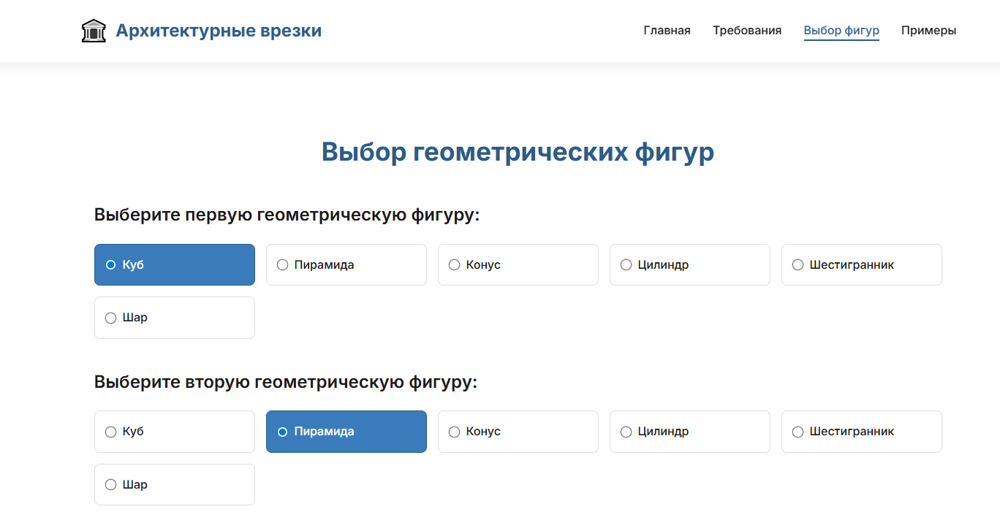 Архитектурные врезки
Главная Требования Выбор фигур Примеры
Выбор геометрических фигур
Выберите первую геометрическую фигуру:
Куб Пирамида Конус Цилиндр Шестигранник
Шар
Выберите вторую геометрическую фигуру:
Куб Пирамида Конус Цилиндр Шестигранник
Шар